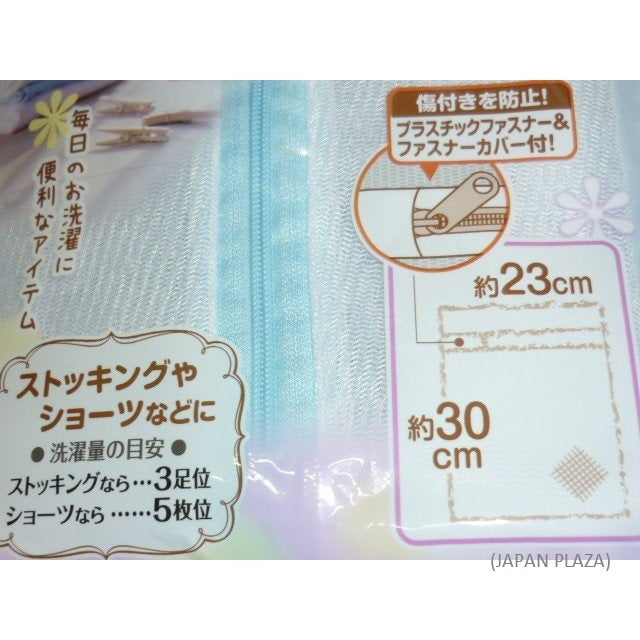 毎日のお洗濯に
便利なアイテム
傷付きを防止!
プラスチックファスナー&
ファスナーカバー付!
約23cm
約30
cm
ストッキングや
ショーツなどに
●洗濯量の目安●
ストッキングなら…3足位
ショーツなら……5枚位
(JAPAN PLAZA)